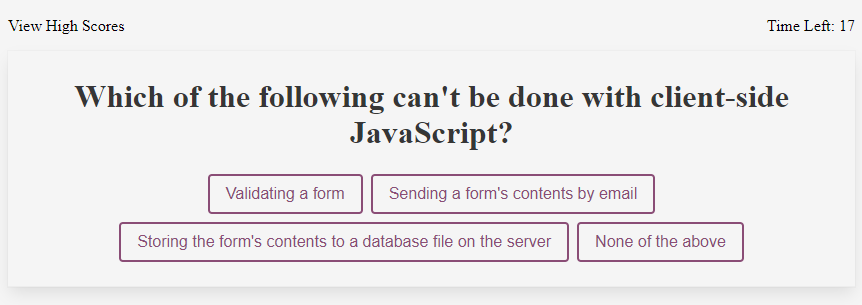 View High Scores
Time Left: 17
Which of the following can't be done with client-side
JavaScript?
Validating a form
Sending a form's contents by email
Storing the form's contents to a database file on the server
None of the above